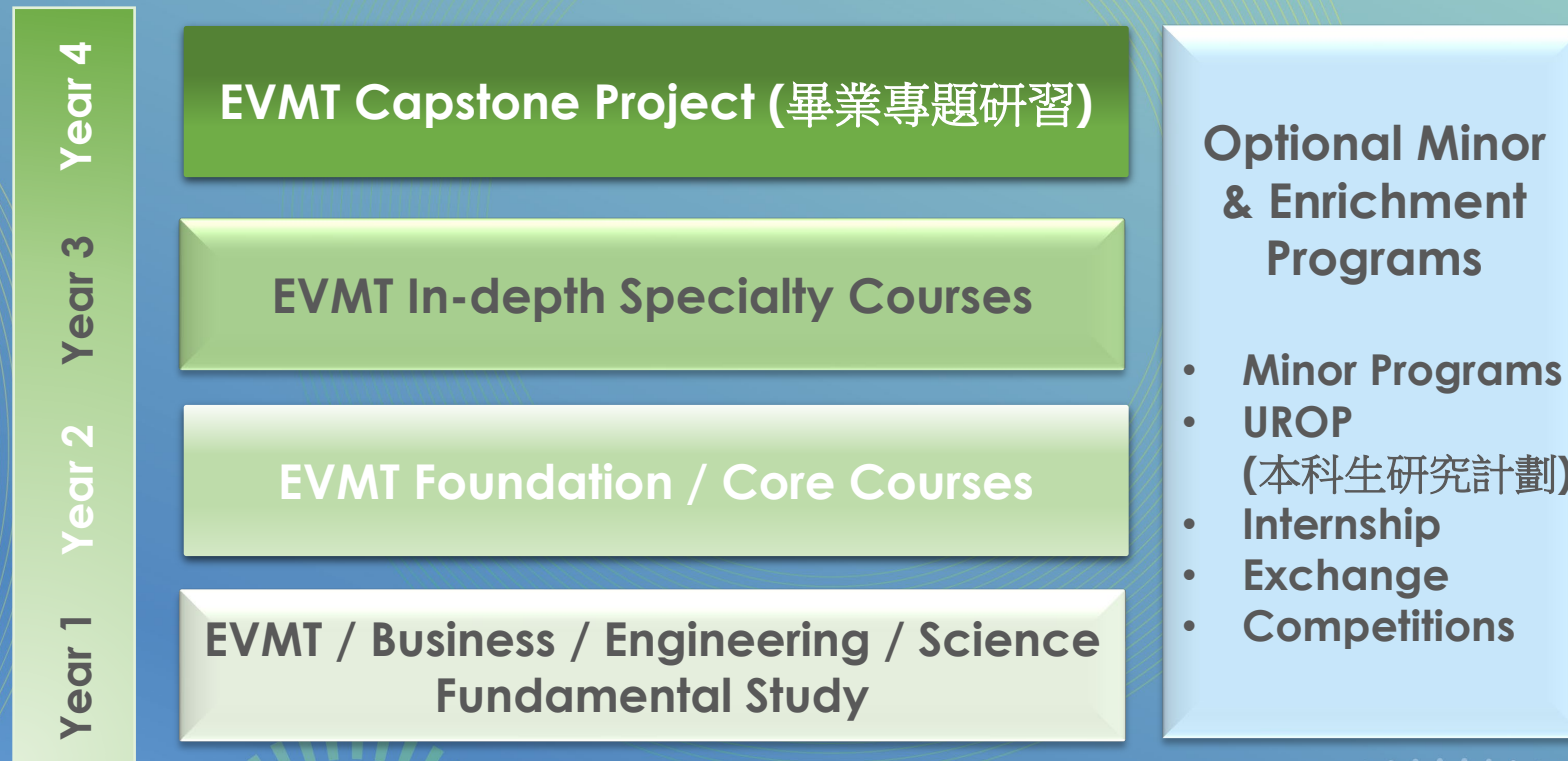 Year 4
EVMT Capstone Project (畢業專題研習)
Year 3
EVMT In-depth Specialty Courses
Year 2
EVMT Foundation / Core Courses
Year 1
EVMT / Business / Engineering / Science
Fundamental Study
Optional Minor
& Enrichment
Programs
• Minor Programs
• UROP
(本科生研究計劃)
• Internship
• Exchange
• Competitions